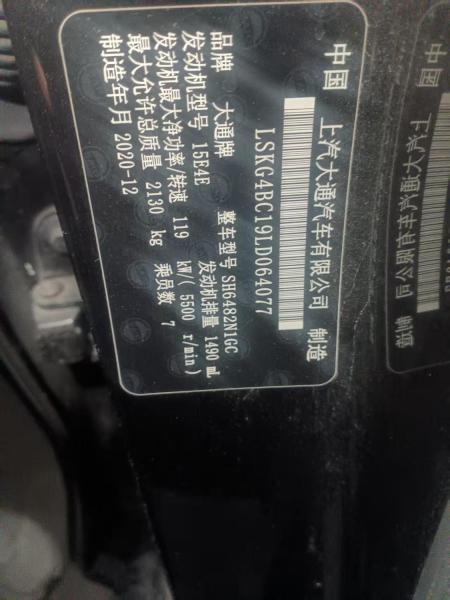 中国 上汽大通汽车有限公司 制造
LSKG4BC19LD064077
品牌 大通牌 整车型号 SH6482N1GC
发动机型号 15E4E 发动机排量 1490 mL
发动机最大净功率/转速 119 kW/( 5500 r/min)
最大允许总质量 2130 kg 乘员数 7
制造年月 2020-12